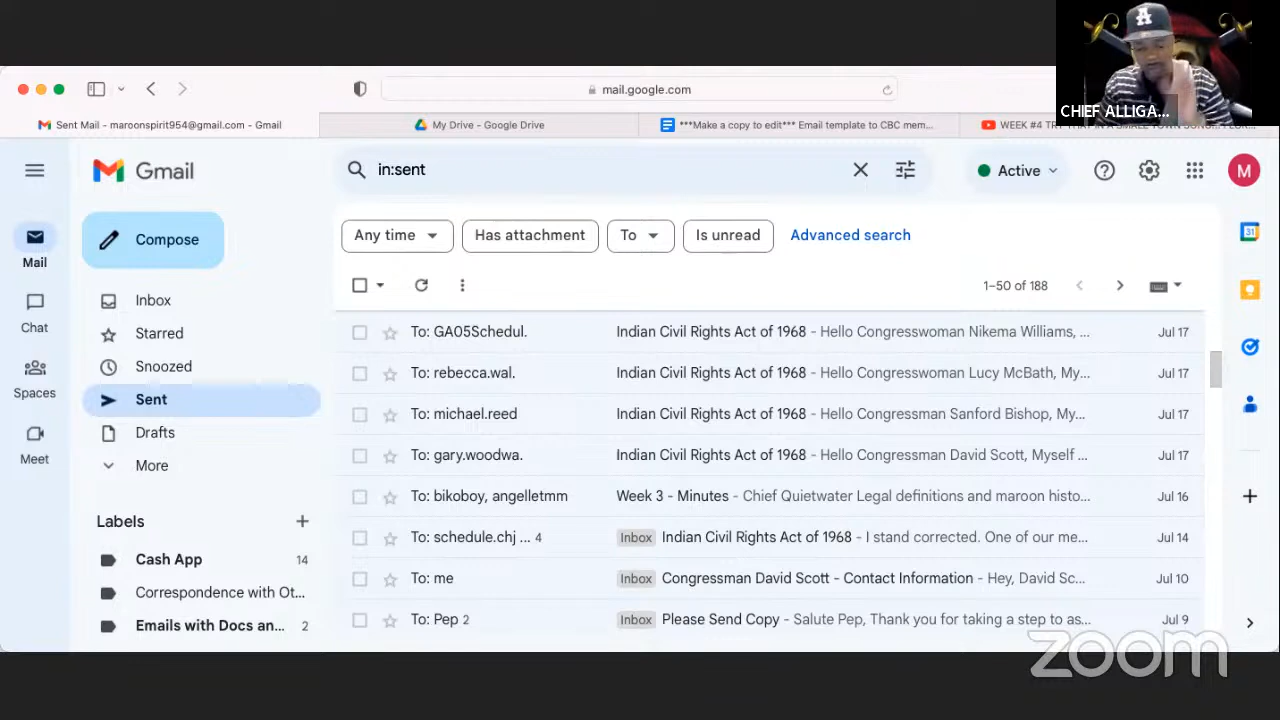 A
CHIEF ALLIGA...
mail.google.com
Sent Mail - maroonspirit954@gmail.com - Gmail
My Drive - Google Drive
***Make a copy to edit*** Email template to CBC mem...
WEEK #4 TRY THAT IN A SMALL TOWN
Gmail
in:sent
Active
M
Compose
Any time
Has attachment
To
Is unread
Advanced search
31
Mail
1–50 of 188
Inbox
Chat
Starred
Snoozed
Spaces
Sent
Drafts
Meet
More
To: GA05Schedul.
Indian Civil Rights Act of 1968 - Hello Congresswoman Nikema Williams, ...
Jul 17
To: rebecca.wal.
Indian Civil Rights Act of 1968 - Hello Congresswoman Lucy McBath, My...
Jul 17
To: michael.reed
Indian Civil Rights Act of 1968 - Hello Congressman Sanford Bishop, My...
Jul 17
To: gary.woodwa.
Indian Civil Rights Act of 1968 - Hello Congressman David Scott, Myself ...
Jul 17
To: bikoboy, angelletmm
Week 3 - Minutes - Chief Quietwater Legal definitions and maroon histo...
Jul 16
Labels
To: schedule.chj ... 4
Inbox Indian Civil Rights Act of 1968 - I stand corrected. One of our me...
Jul 14
Cash App 14
To: me
Inbox Congressman David Scott - Contact Information - Hey, David Sc...
Jul 10
Correspondence with Ot...
Emails with Docs an... 2
To: Pep 2
Inbox Please Send Copy - Salute Pep, Thank you for taking a step to as...
Jul 9
zoom